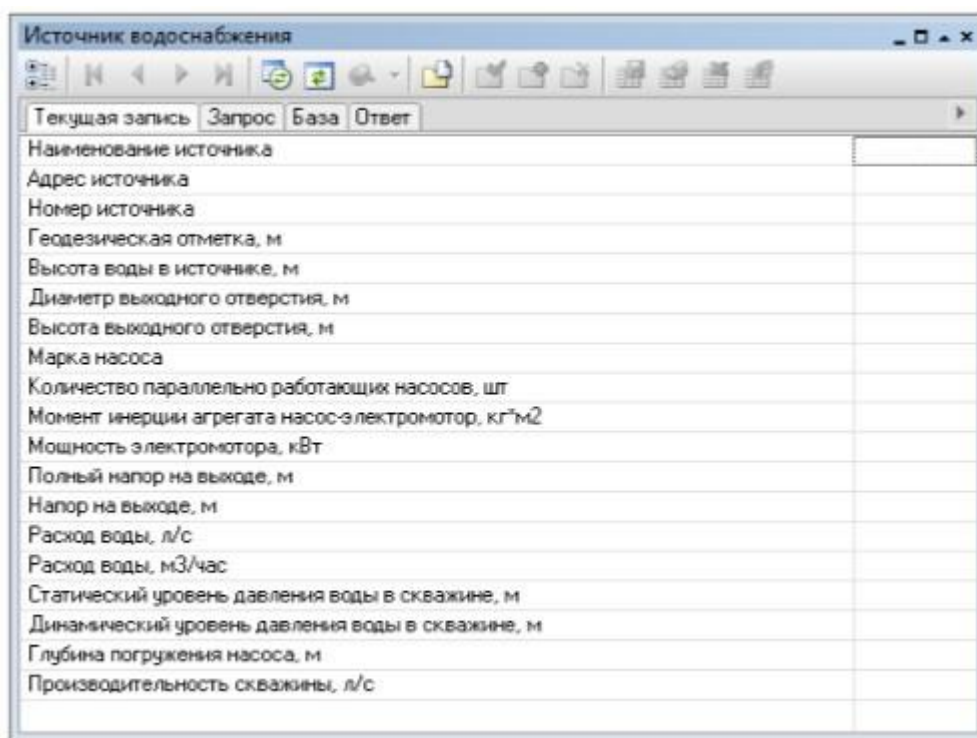 Источник водоснабжения
Текущая запись Запрос База Ответ
Наименование источника
Адрес источника
Номер источника
Геодезическая отметка, м
Высота воды в источнике, м
Диаметр выходного отверстия, м
Высота выходного отверстия, м
Марка насоса
Количество параллельно работающих насосов, шт
Момент инерции агрегата насос-электромотор, кг*м2
Мощность электромотора, кВт
Полный напор на выходе, м
Напор на выходе, м
Расход воды, л/с
Расход воды, м3/час
Статический уровень давления воды в скважине, м
Динамический уровень давления воды в скважине, м
Глубина погружения насоса, м
Производительность скважины, л/с